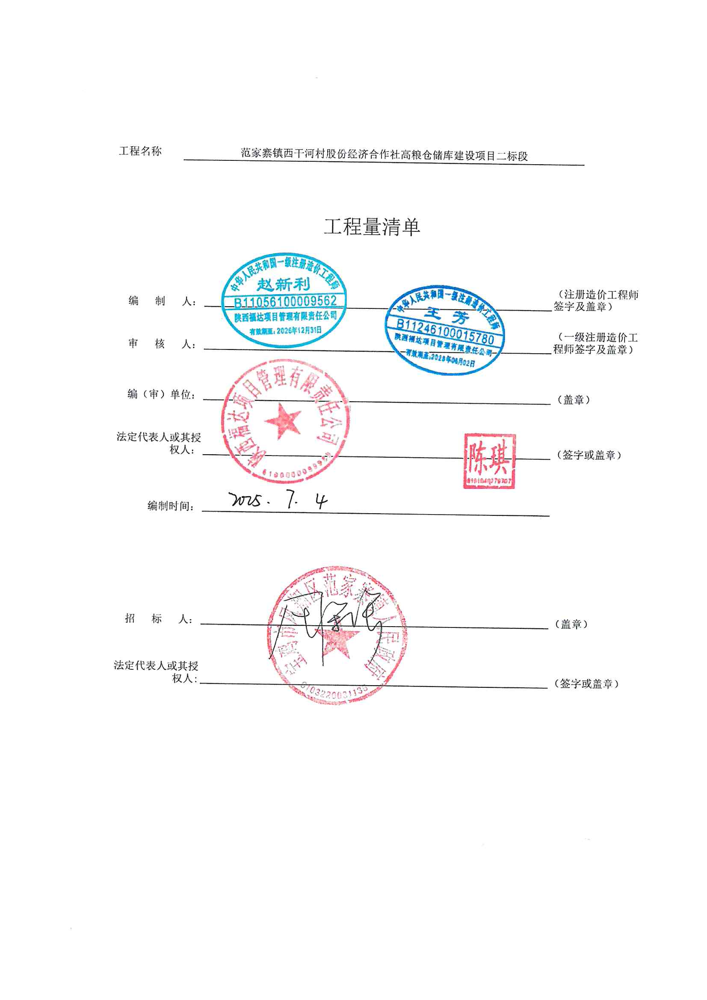 工程名称 范家寨镇西干河村股份经济合作社高粮仓储库建设项目二标段
工程量清单
中华人民共和国一级注册造价工程师
赵新利
B11056100009562
陕西福达项目管理有限责任公司
有效期至：2026年12月31日
编 制 人：
（注册造价工程师
签字及盖章）
中华人民共和国一级注册造价工程师
王 芳
B11246100015780
陕西福达项目管理有限责任公司
有效期至:2028年06月02日
审 核 人：
（一级注册造价工
程师签字及盖章）
编（审）单位：
陕西福达项目管理有限责任公司
（盖章）
法定代表人或其授
权人：
陈琪
（签字或盖章）
编制时间： 2025. 7. 4
招 标 人：
宝鸡市凤翔区范家寨镇人民政府
（盖章）
法定代表人或其授
权人：
（签字或盖章）